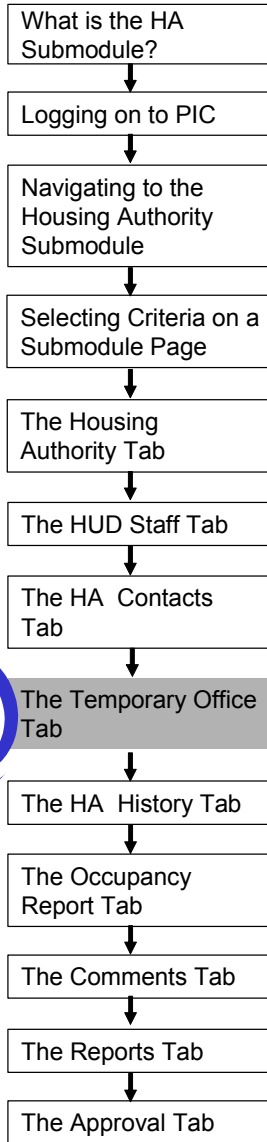 What is the HA
Submodule?
Logging on to PIC
Navigating to the
Housing Authority
Submodule
Selecting Criteria on a
Submodule Page
The Housing
Authority Tab
The HUD Staff Tab
The HA Contacts
Tab
The Temporary Office
Tab
The HA History Tab
The Occupancy
Report Tab
The Comments Tab
The Reports Tab
The Approval Tab